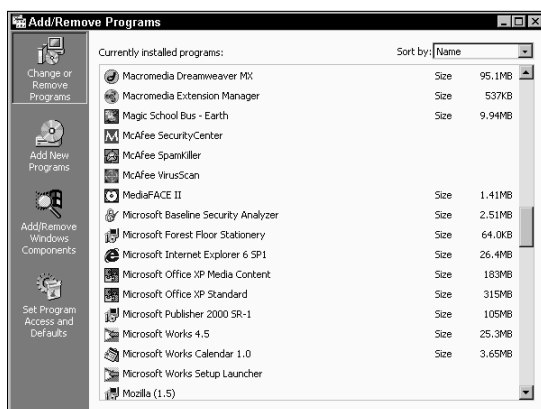 Add/Remove Programs
Change or
Remove
Programs
Add New
Programs
Add/Remove
Windows
Components
Set Program
Access and
Defaults
Currently installed programs: Sort by: Name
Macromedia Dreamweaver MX Size 95.1MB
Macromedia Extension Manager Size 537KB
Magic School Bus - Earth Size 9.94MB
McAfee SecurityCenter
McAfee SpamKiller
McAfee VirusScan
MediaFACE II Size 1.41MB
Microsoft Baseline Security Analyzer Size 2.51MB
Microsoft Forest Floor Stationery Size 64.0KB
Microsoft Internet Explorer 6 SP1 Size 26.4MB
Microsoft Office XP Media Content Size 183MB
Microsoft Office XP Standard Size 315MB
Microsoft Publisher 2000 SR-1 Size 105MB
Microsoft Works 4.5 Size 25.3MB
Microsoft Works Calendar 1.0 Size 3.65MB
Microsoft Works Setup Launcher
Mozilla (1.5)